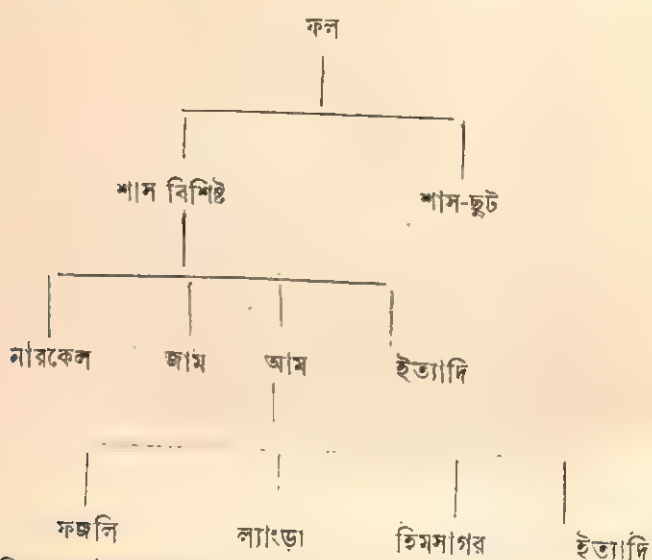 ফল
শাস বিশিষ্ট শাস-ছুট
নারকেল জাম আম ইত্যাদি
ফজলি ল্যাংড়া হিমসাগর ইত্যাদি